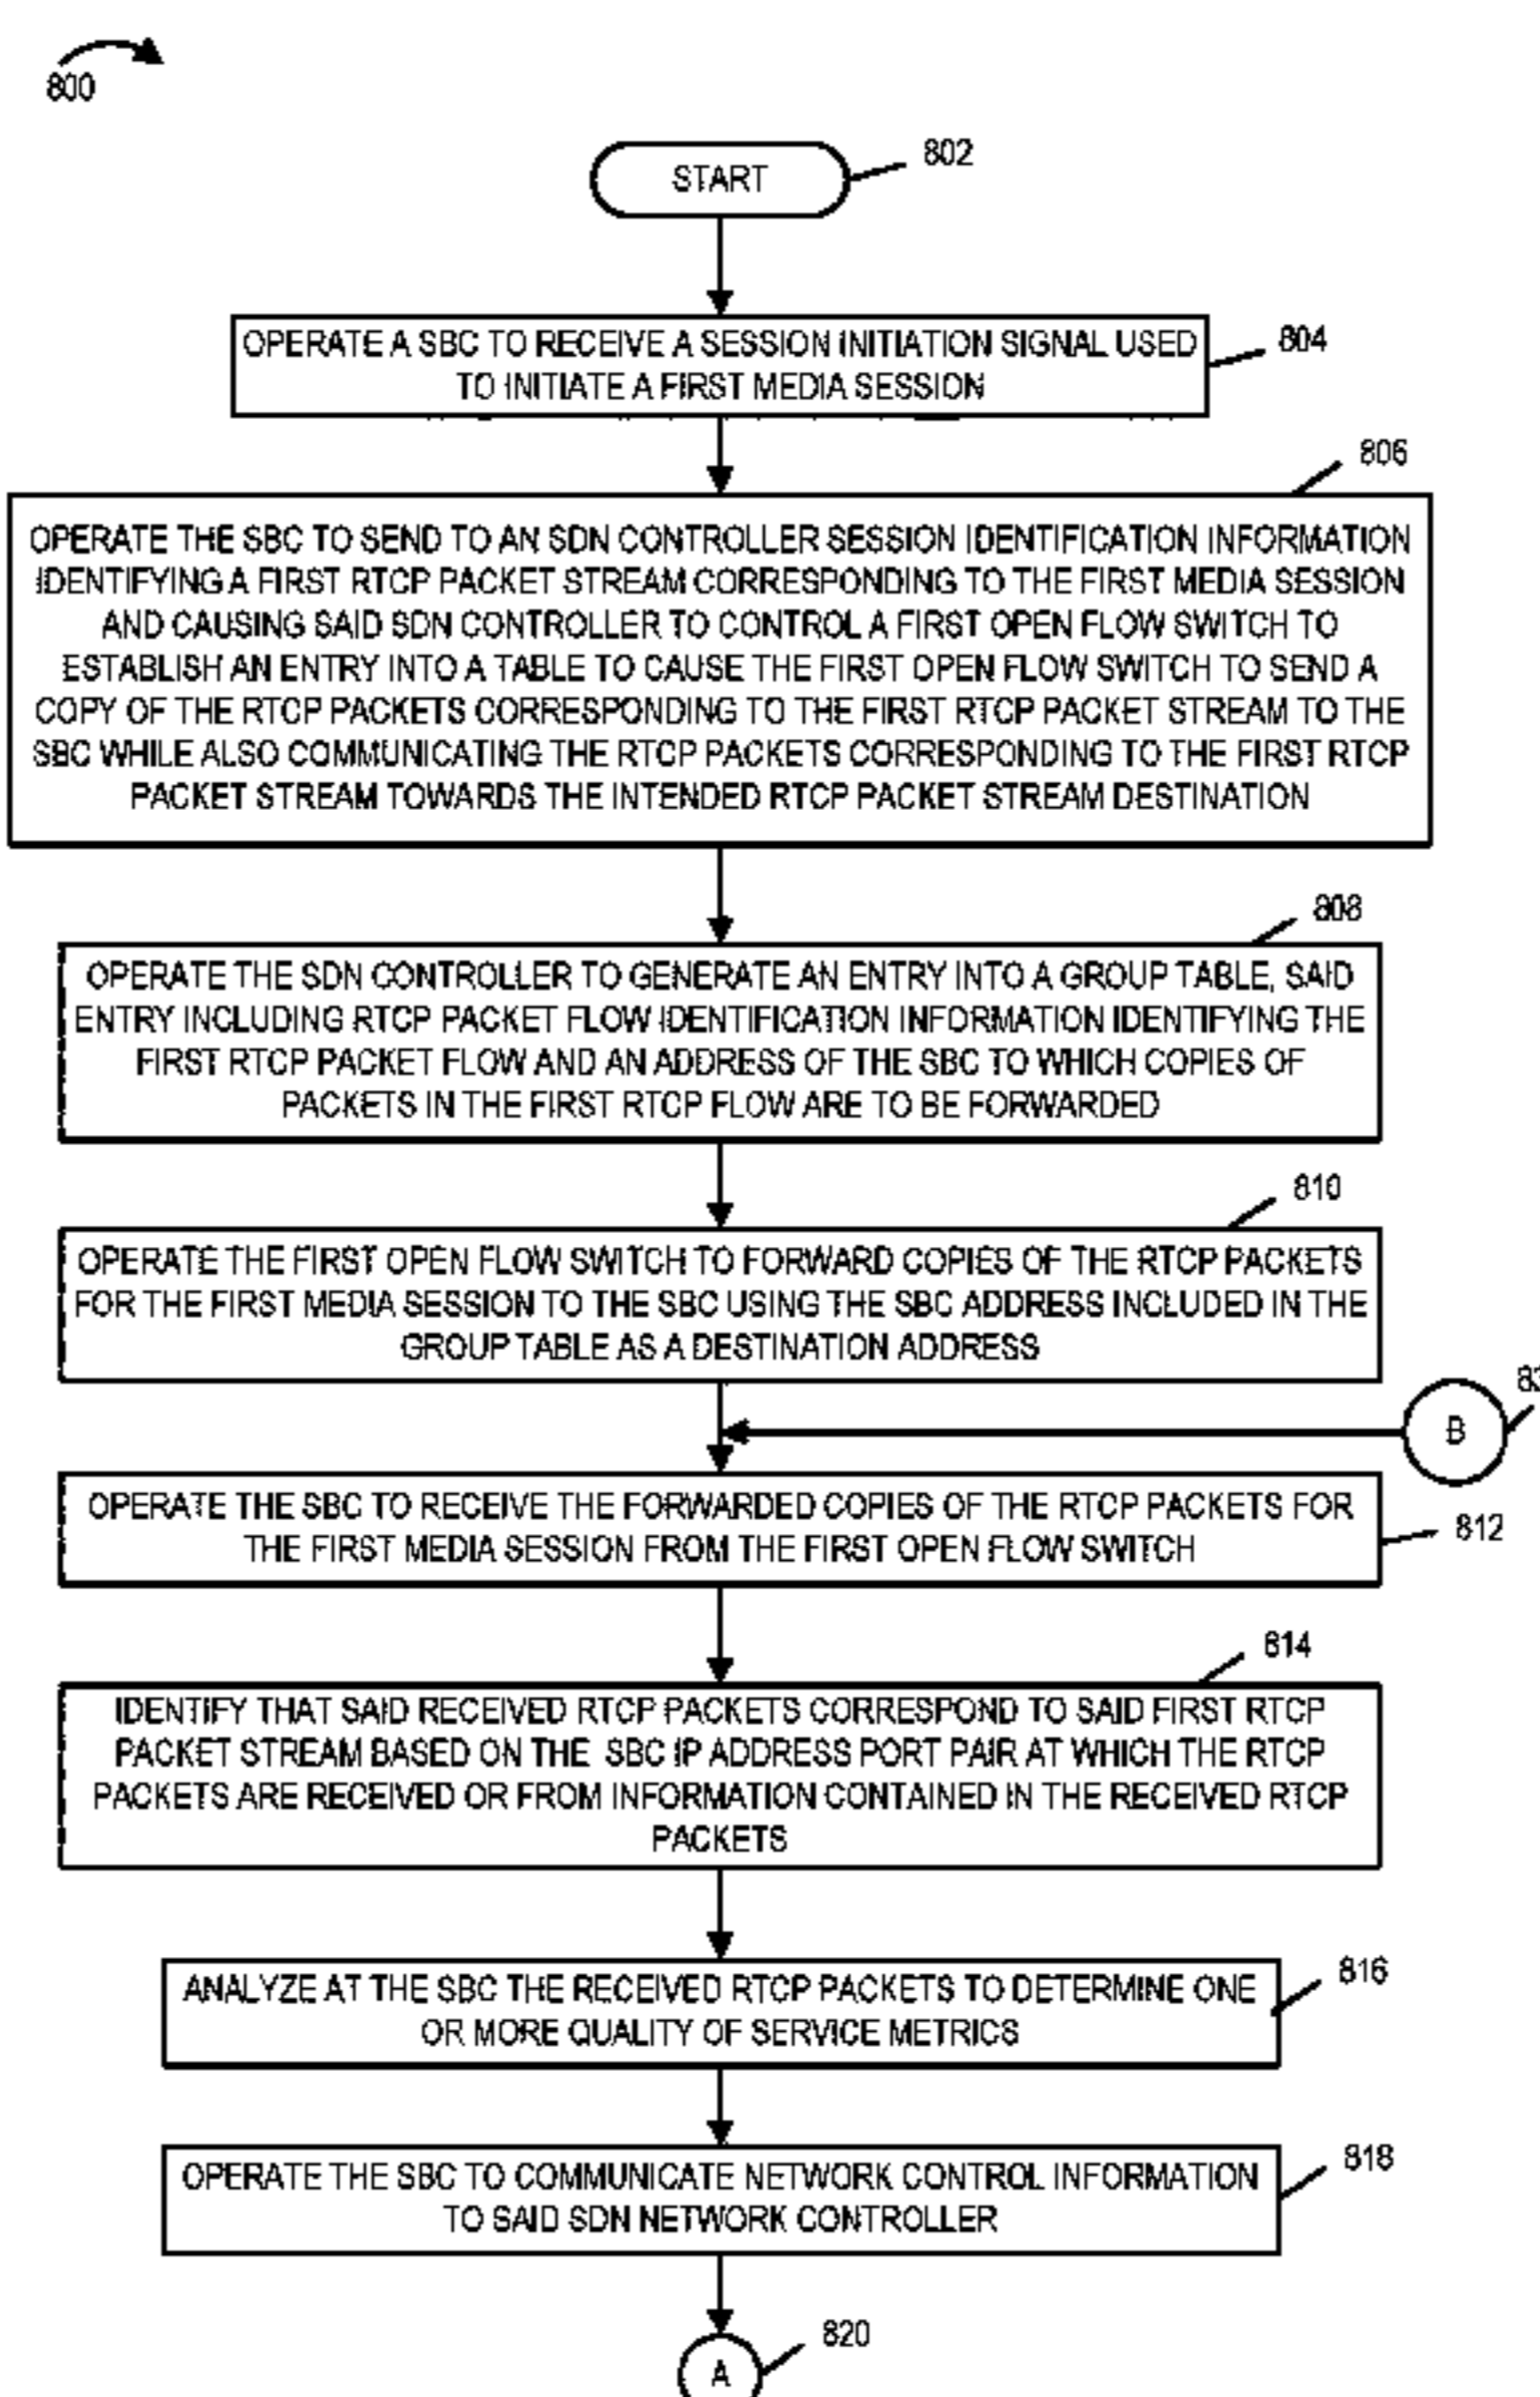 800
START
802
OPERATE A SBC TO RECEIVE A SESSION INITIATION SIGNAL USED
TO INITIATE A FIRST MEDIA SESSION
804
806
OPERATE THE SBC TO SEND TO AN SDN CONTROLLER SESSION IDENTIFICATION INFORMATION
IDENTIFYING A FIRST RTCP PACKET STREAM CORRESPONDING TO THE FIRST MEDIA SESSION
AND CAUSING SAID SDN CONTROLLER TO CONTROL A FIRST OPEN FLOW SWITCH TO
ESTABLISH AN ENTRY INTO A TABLE TO CAUSE THE FIRST OPEN FLOW SWITCH TO SEND A
COPY OF THE RTCP PACKETS CORRESPONDING TO THE FIRST RTCP PACKET STREAM TO THE
SBC WHILE ALSO COMMUNICATING THE RTCP PACKETS CORRESPONDING TO THE FIRST RTCP
PACKET STREAM TOWARDS THE INTENDED RTCP PACKET STREAM DESTINATION
808
OPERATE THE SDN CONTROLLER TO GENERATE AN ENTRY INTO A GROUP TABLE, SAID
ENTRY INCLUDING RTCP PACKET FLOW IDENTIFICATION INFORMATION IDENTIFYING THE
FIRST RTCP PACKET FLOW AND AN ADDRESS OF THE SBC TO WHICH COPIES OF
PACKETS IN THE FIRST RTCP FLOW ARE TO BE FORWARDED
810
OPERATE THE FIRST OPEN FLOW SWITCH TO FORWARD COPIES OF THE RTCP PACKETS
FOR THE FIRST MEDIA SESSION TO THE SBC USING THE SBC ADDRESS INCLUDED IN THE
GROUP TABLE AS A DESTINATION ADDRESS
B
OPERATE THE SBC TO RECEIVE THE FORWARDED COPIES OF THE RTCP PACKETS FOR
THE FIRST MEDIA SESSION FROM THE FIRST OPEN FLOW SWITCH
812
814
IDENTIFY THAT SAID RECEIVED RTCP PACKETS CORRESPOND TO SAID FIRST RTCP
PACKET STREAM BASED ON THE SBC IP ADDRESS PORT PAIR AT WHICH THE RTCP
PACKETS ARE RECEIVED OR FROM INFORMATION CONTAINED IN THE RECEIVED RTCP
PACKETS
ANALYZE AT THE SBC THE RECEIVED RTCP PACKETS TO DETERMINE ONE
OR MORE QUALITY OF SERVICE METRICS
816
OPERATE THE SBC TO COMMUNICATE NETWORK CONTROL INFORMATION
TO SAID SDN NETWORK CONTROLLER
818
820
A